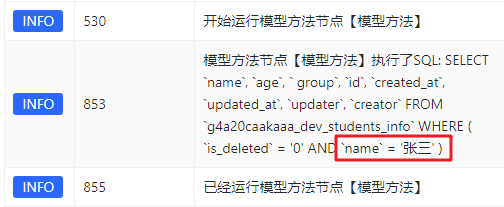 INFO 530 开始运行模型方法节点【模型方法】
模型方法节点【模型方法】执行了SQL: SELECT
`name`, `age`, ` group`, `id`, `created_at`,
INFO 853 `updated_at`, `updater`, `creator` FROM
`g4a20caakaaa_dev_students_info` WHERE (
`is_deleted` = '0' AND `name` = '张三' )
INFO 855 已经运行模型方法节点【模型方法】